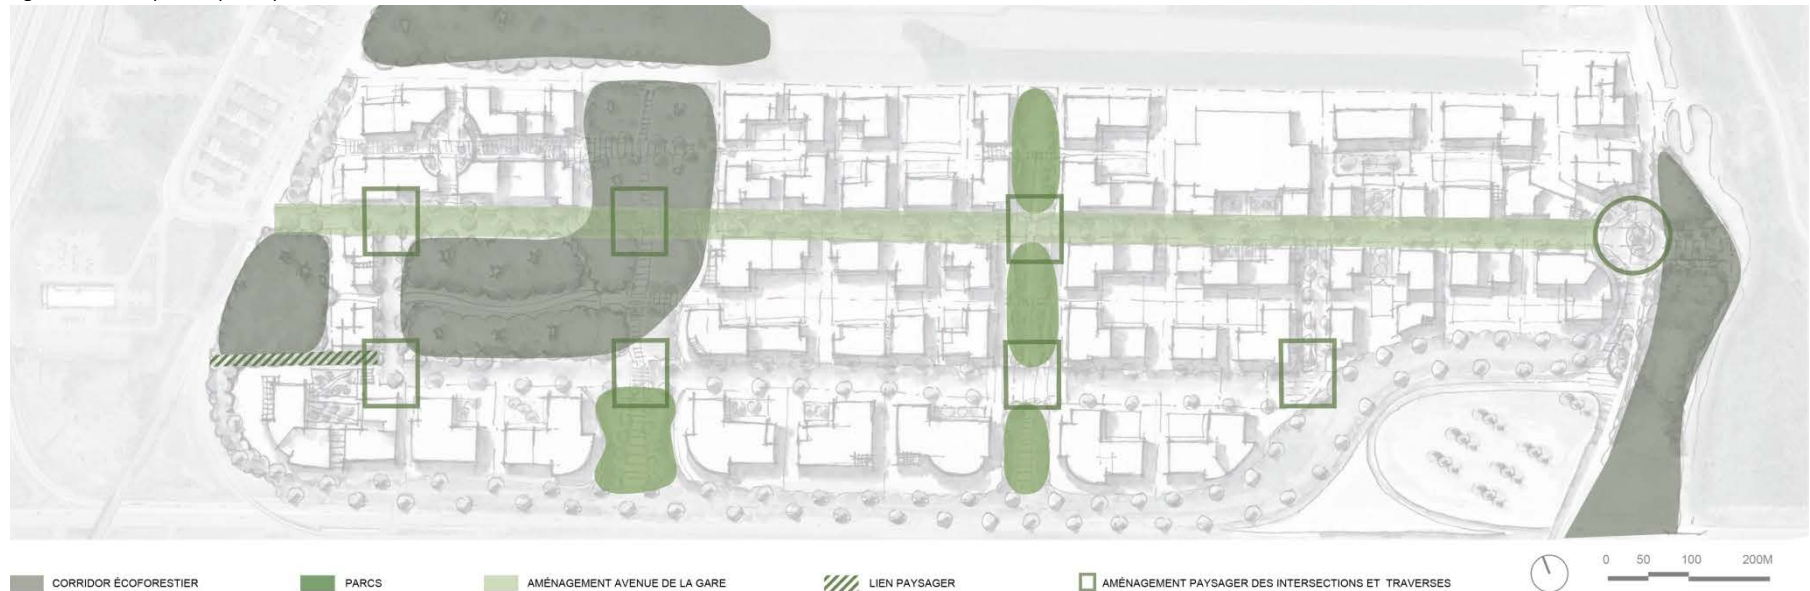 CORRIDOR ÉCOFORESTIER
PARCS
AMÉNAGEMENT AVENUE DE LA GARE
LIEN PAYSAGER
AMÉNAGEMENT PAYSAGER DES INTERSECTIONS ET TRAVERSES
0 50 100 200M